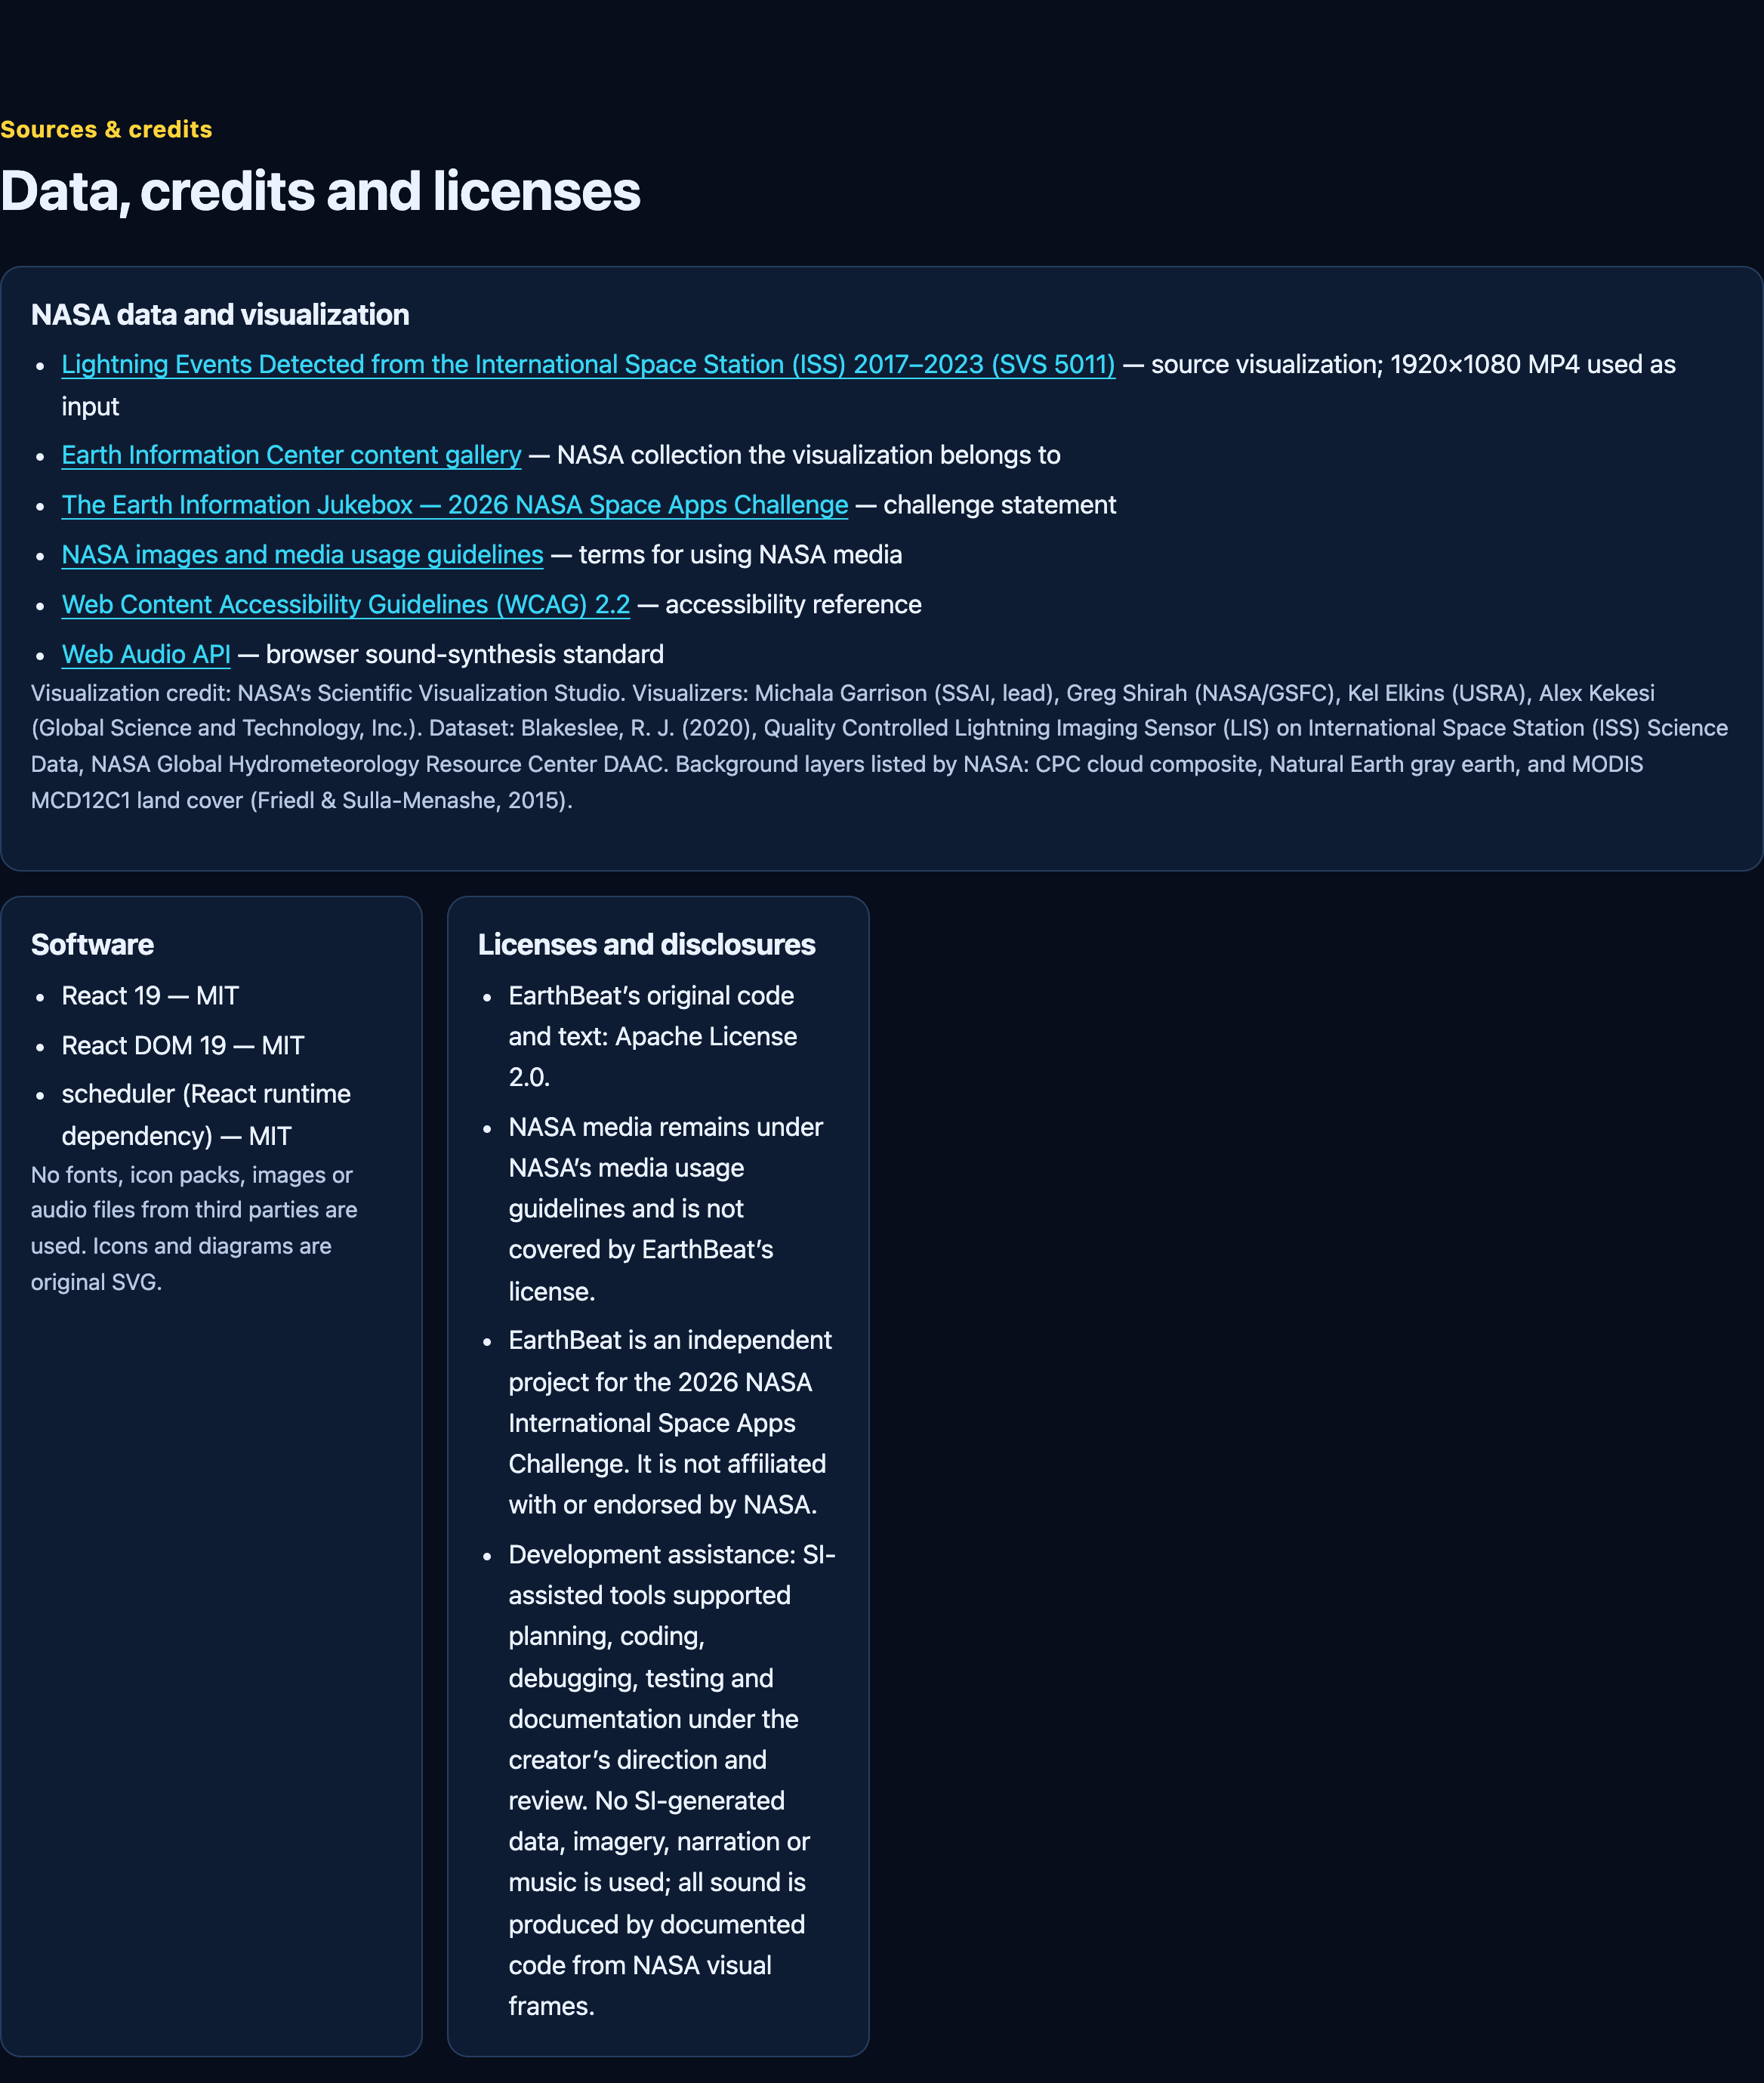 Sources & credits
Data, credits and licenses
NASA data and visualization
• Lightning Events Detected from the International Space Station (ISS) 2017–2023 (SVS 5011) — source visualization; 1920×1080 MP4 used as
input
• Earth Information Center content gallery — NASA collection the visualization belongs to
• The Earth Information Jukebox — 2026 NASA Space Apps Challenge — challenge statement
• NASA images and media usage guidelines — terms for using NASA media
• Web Content Accessibility Guidelines (WCAG) 2.2 — accessibility reference
• Web Audio API — browser sound-synthesis standard
Visualization credit: NASA’s Scientific Visualization Studio. Visualizers: Michala Garrison (SSAI, lead), Greg Shirah (NASA/GSFC), Kel Elkins (USRA), Alex Kekesi
(Global Science and Technology, Inc.). Dataset: Blakeslee, R. J. (2020), Quality Controlled Lightning Imaging Sensor (LIS) on International Space Station (ISS) Science
Data, NASA Global Hydrometeorology Resource Center DAAC. Background layers listed by NASA: CPC cloud composite, Natural Earth gray earth, and MODIS
MCD12C1 land cover (Friedl & Sulla-Menashe, 2015).
Software
• React 19 — MIT
• React DOM 19 — MIT
• scheduler (React runtime
dependency) — MIT
No fonts, icon packs, images or
audio files from third parties are
used. Icons and diagrams are
original SVG.
Licenses and disclosures
• EarthBeat’s original code
and text: Apache License
2.0.
• NASA media remains under
NASA’s media usage
guidelines and is not
covered by EarthBeat’s
license.
• EarthBeat is an independent
project for the 2026 NASA
International Space Apps
Challenge. It is not affiliated
with or endorsed by NASA.
• Development assistance: SI-
assisted tools supported
planning, coding,
debugging, testing and
documentation under the
creator’s direction and
review. No SI-generated
data, imagery, narration or
music is used; all sound is
produced by documented
code from NASA visual
frames.